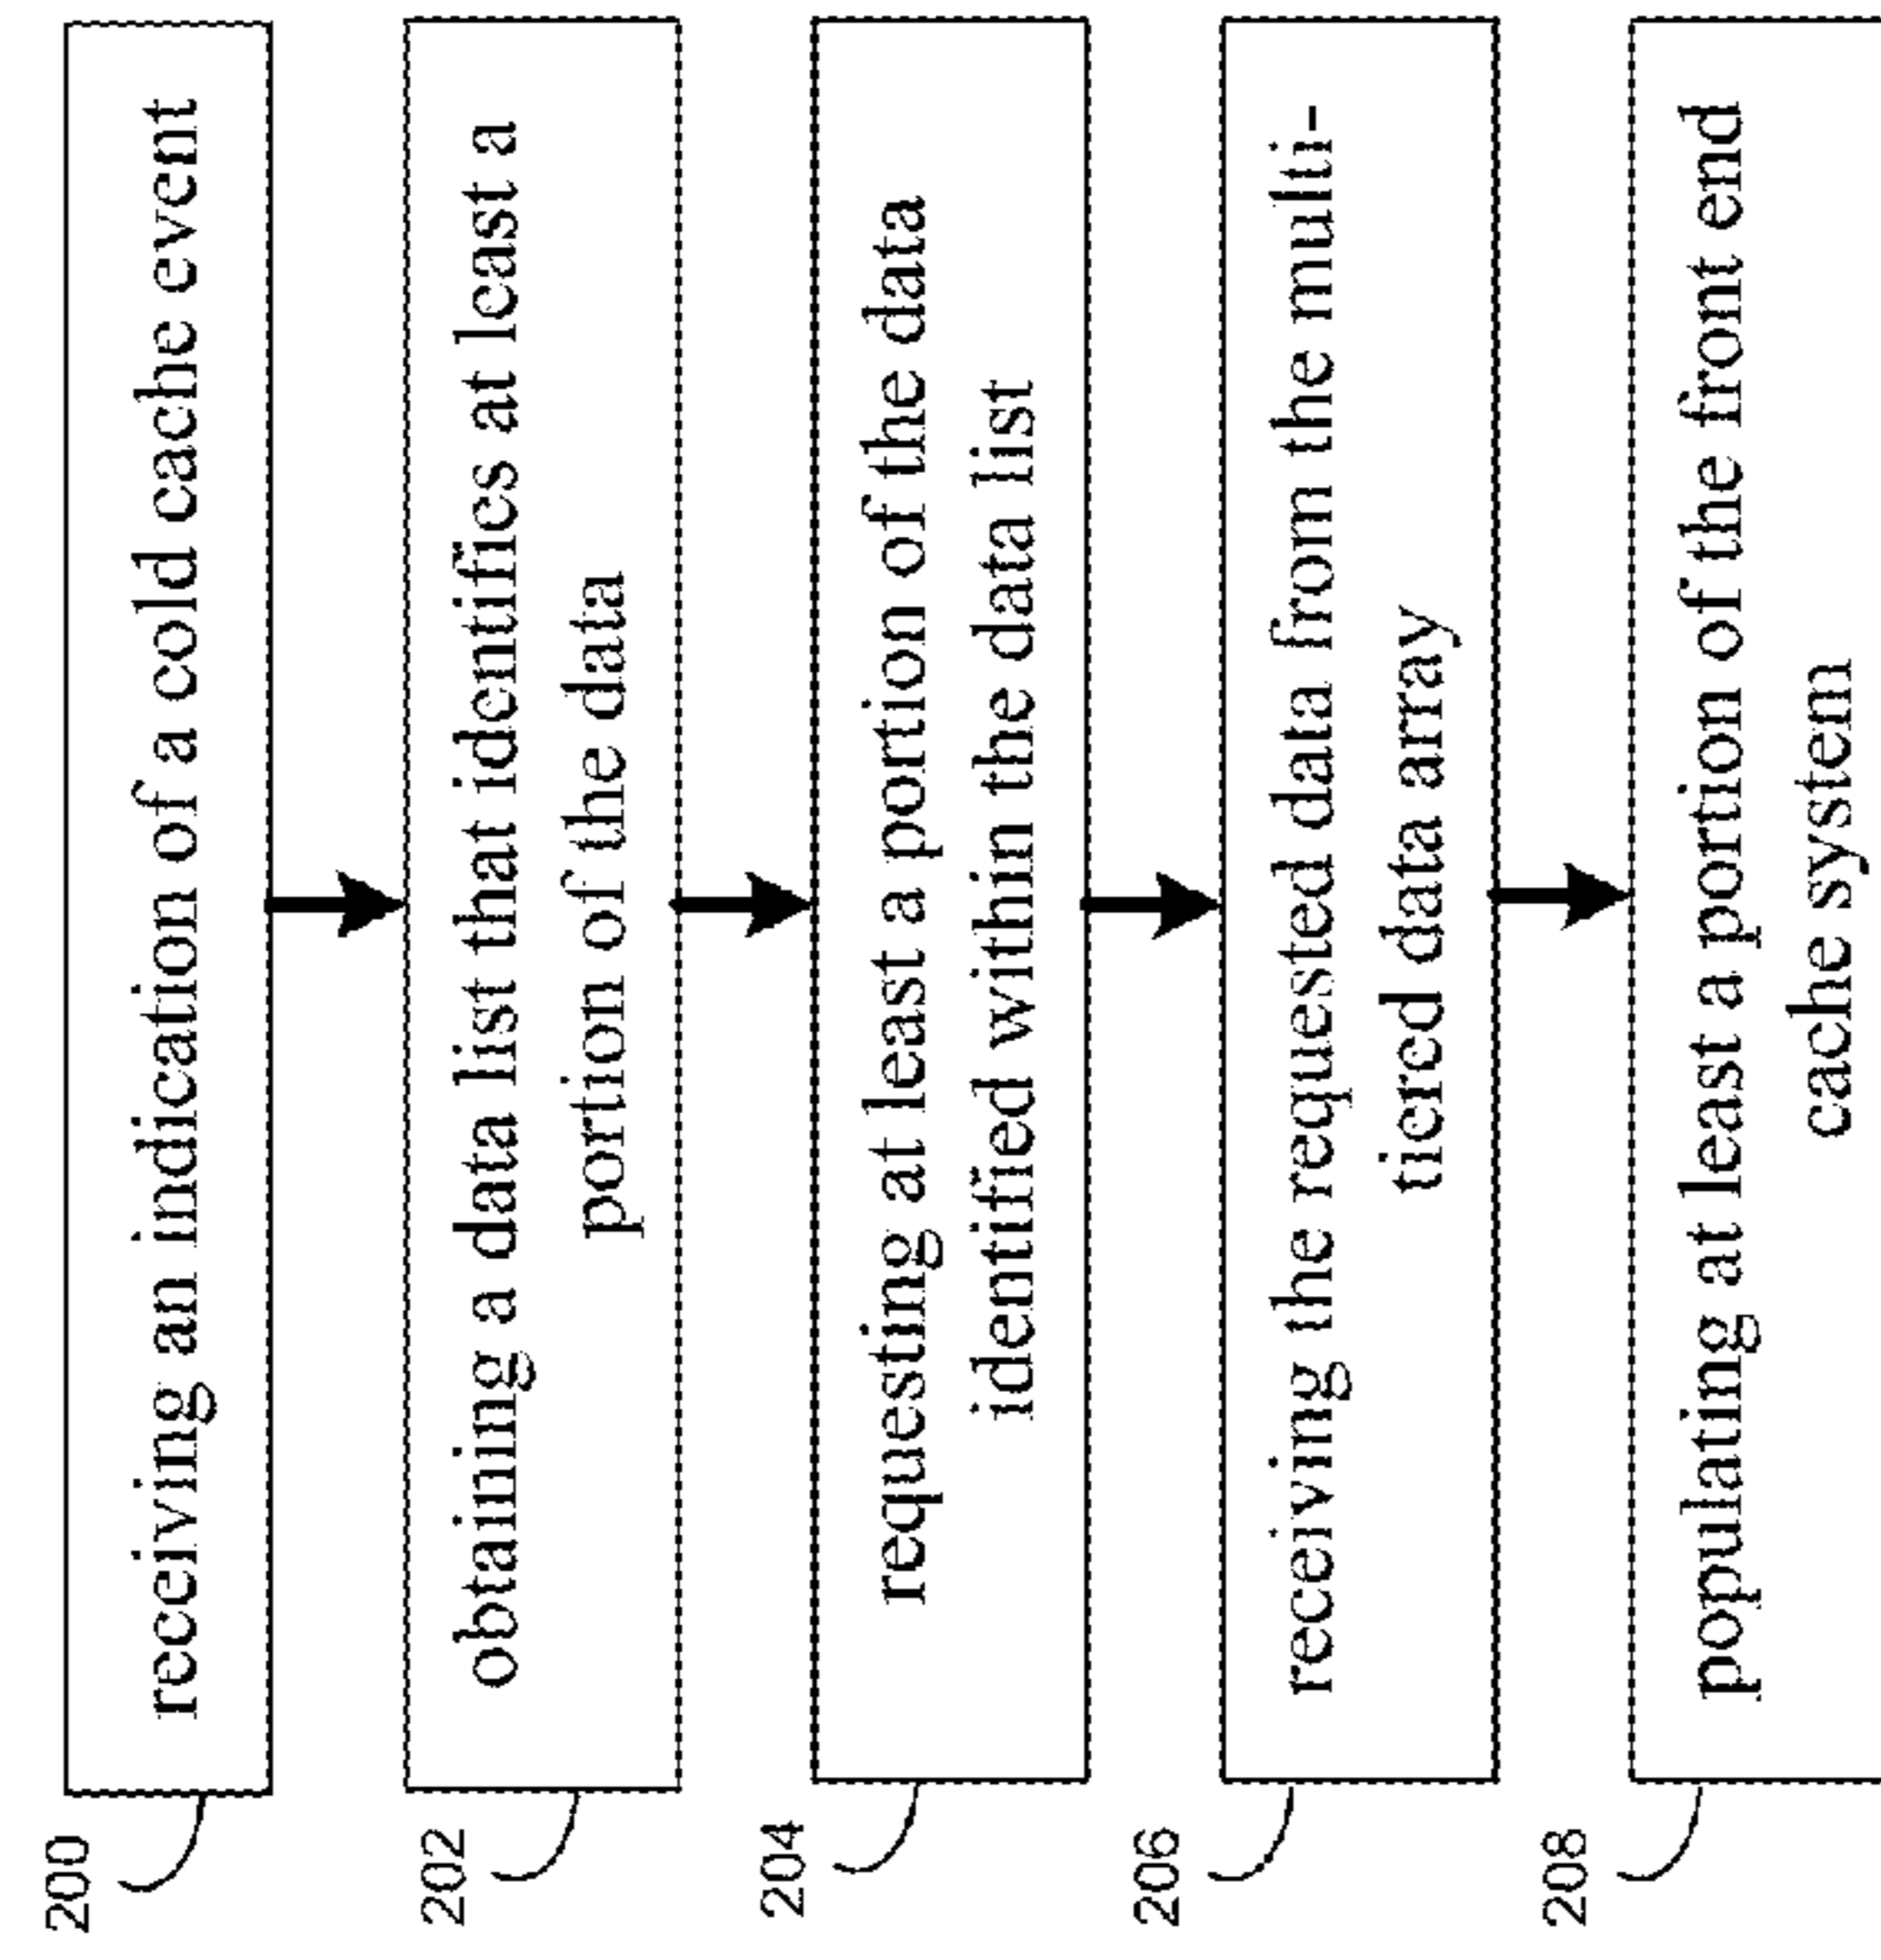 200
receiving an indication of a cold cache event
202
obtaining a data list that identifies at least a
portion of the data
204
requesting at least a portion of the data
identified within the data list
206
receiving the requested data from the multi-
tiered data array
208
populating at least a portion of the front end
cache system